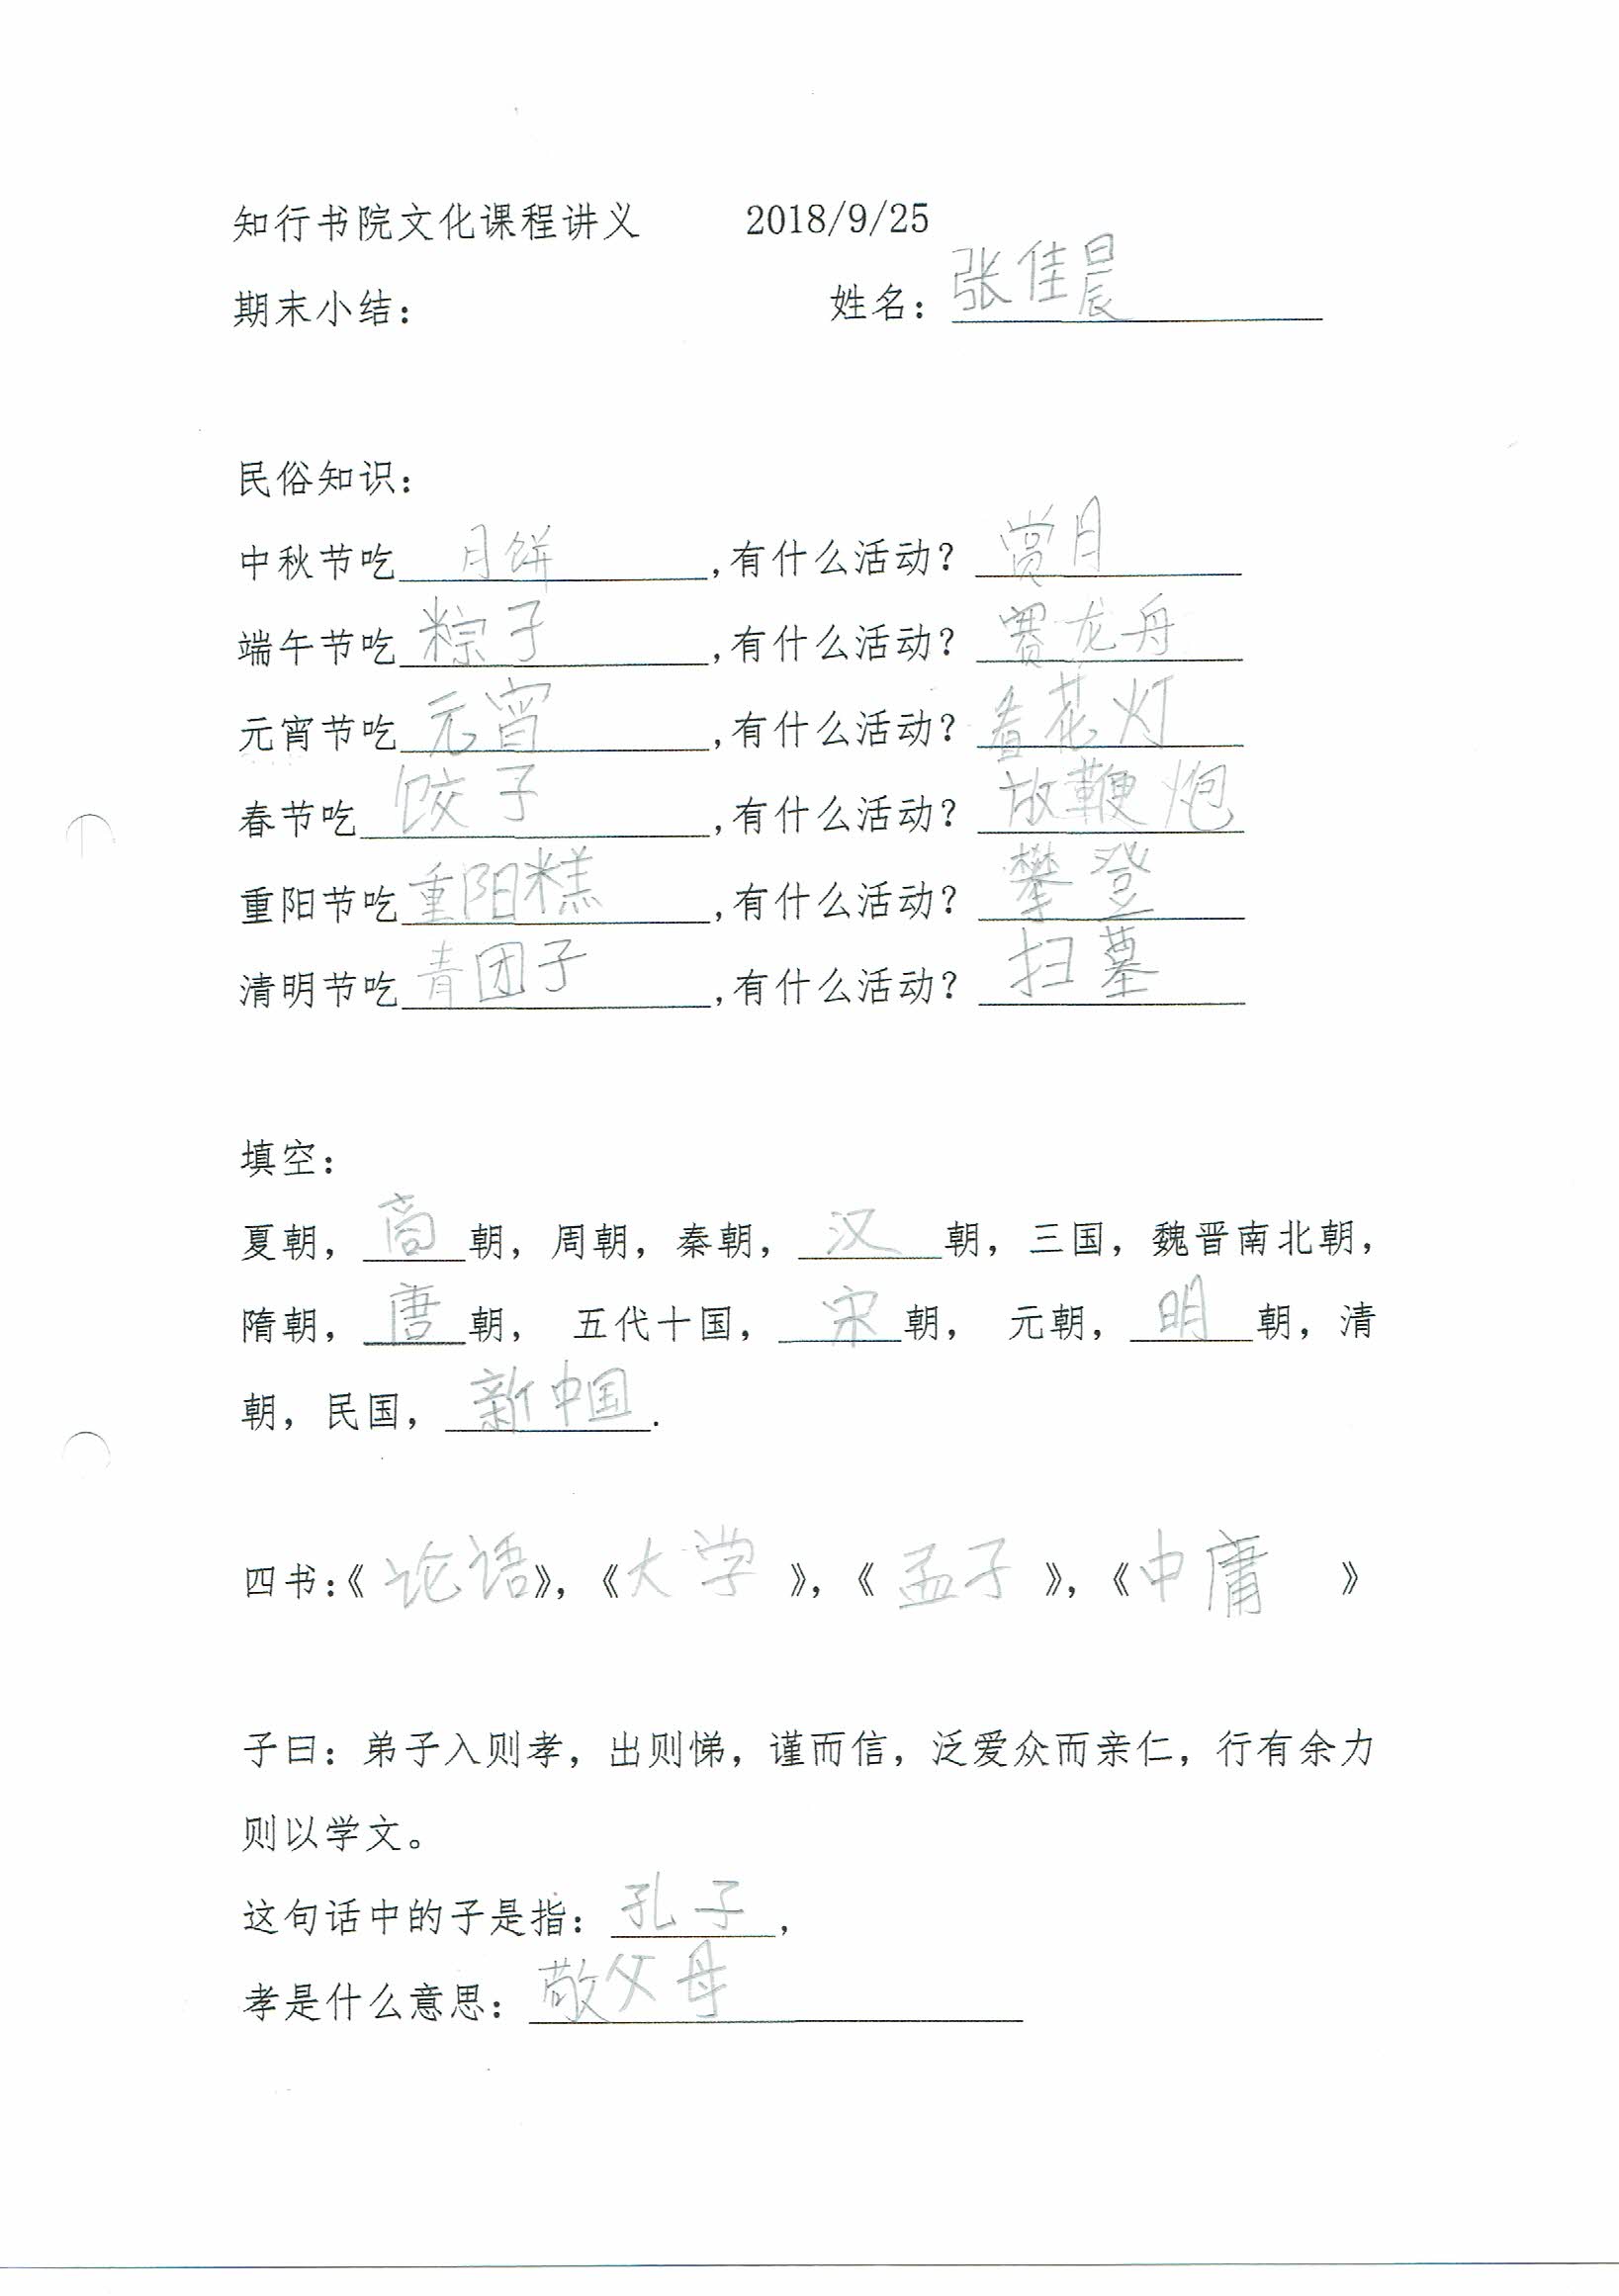 知行书院文化课程讲义 2018/9/25
期末小结： 姓名：张佳晨
民俗知识：
中秋节吃月饼，有什么活动？赏月
端午节吃粽子，有什么活动？赛龙舟
元宵节吃元宵，有什么活动？看花灯
春节吃饺子，有什么活动？放鞭炮
重阳节吃重阳糕，有什么活动？攀登
清明节吃青团子，有什么活动？扫墓
填空：
夏朝，商朝，周朝，秦朝，汉朝，三国，魏晋南北朝，
隋朝，唐朝， 五代十国，宋朝， 元朝，明朝，清
朝，民国，新中国.
四书:《论语》，《大学》，《孟子》，《中庸》
子曰：弟子入则孝，出则悌，谨而信，泛爱众而亲仁，行有余力
则以学文。
这句话中的子是指：孔子，
孝是什么意思：敬父母